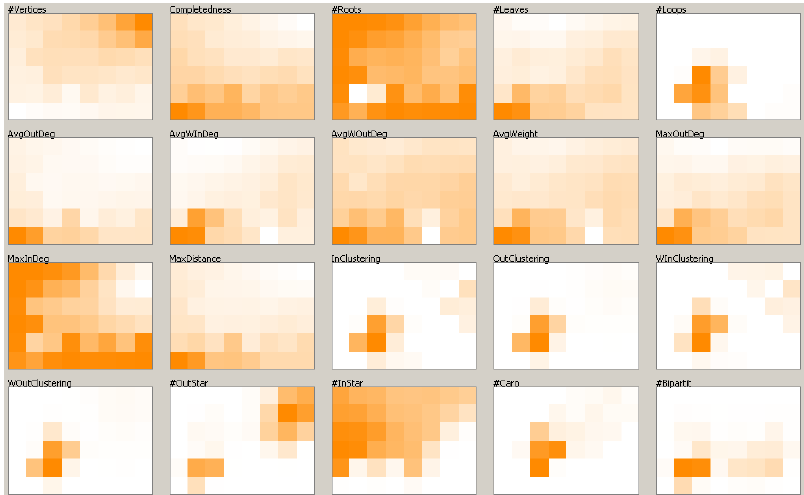 #Vertices
Completedness
#Roots
#Leaves
#Loops
AvgOutDeg
AvgWInDeg
AvgWOutDeg
AvgWeight
MaxOutDeg
MaxInDeg
MaxDistance
InClustering
OutClustering
WInClustering
WOutClustering
#OutStar
#InStar
#Caro
#Bipartit